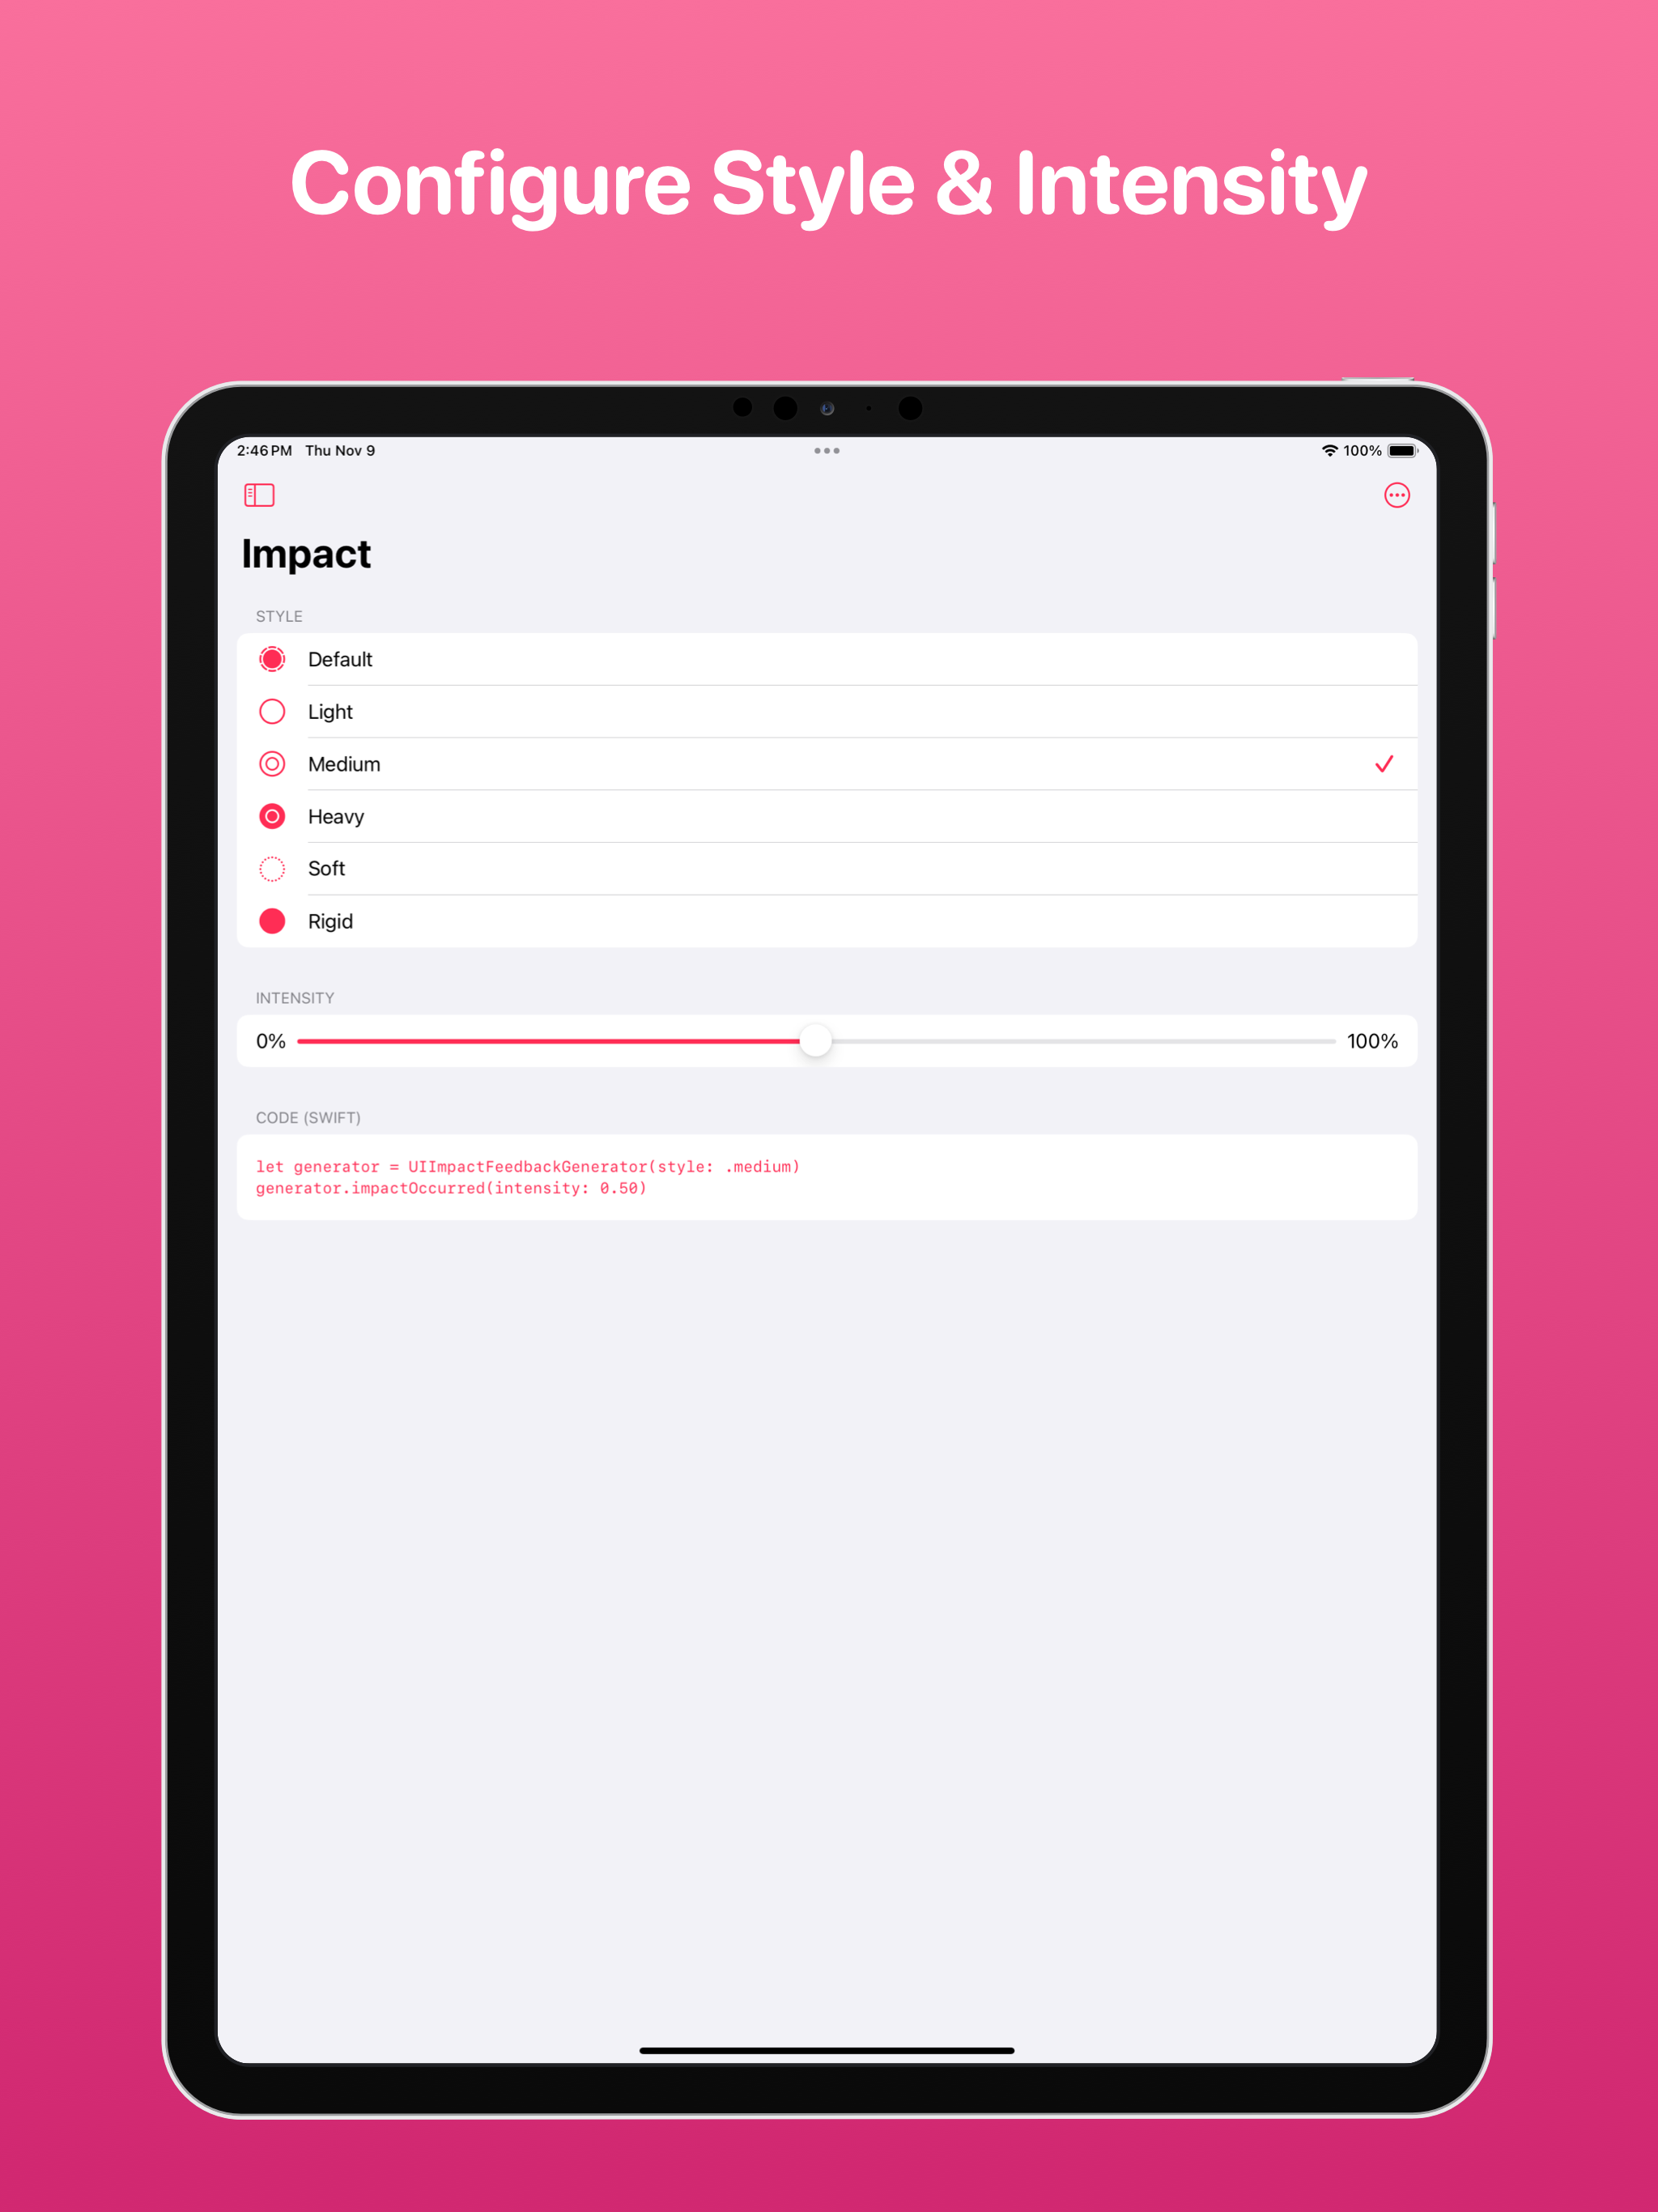 Configure Style & Intensity
2:46 PM Thu Nov 9
100%
Impact
STYLE
Default
Light
Medium
Heavy
Soft
Rigid
INTENSITY
0% 100%
CODE (SWIFT)
let generator = UIImpactFeedbackGenerator(style: .medium)
generator.impactOccurred(intensity: 0.50)